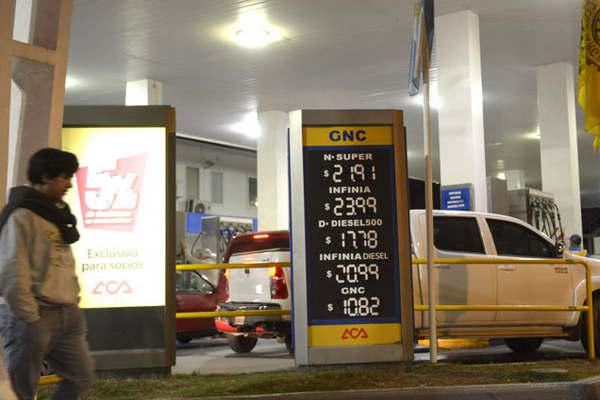 5%
Exclusivo
para socios
ACA
GNC
N• SUPER
$ 21.91
INFINIA
$ 23.99
D• DIESEL500
$ 17.78
INFINIA DIESEL
$ 20.99
GNC
$ 10.82
ACA